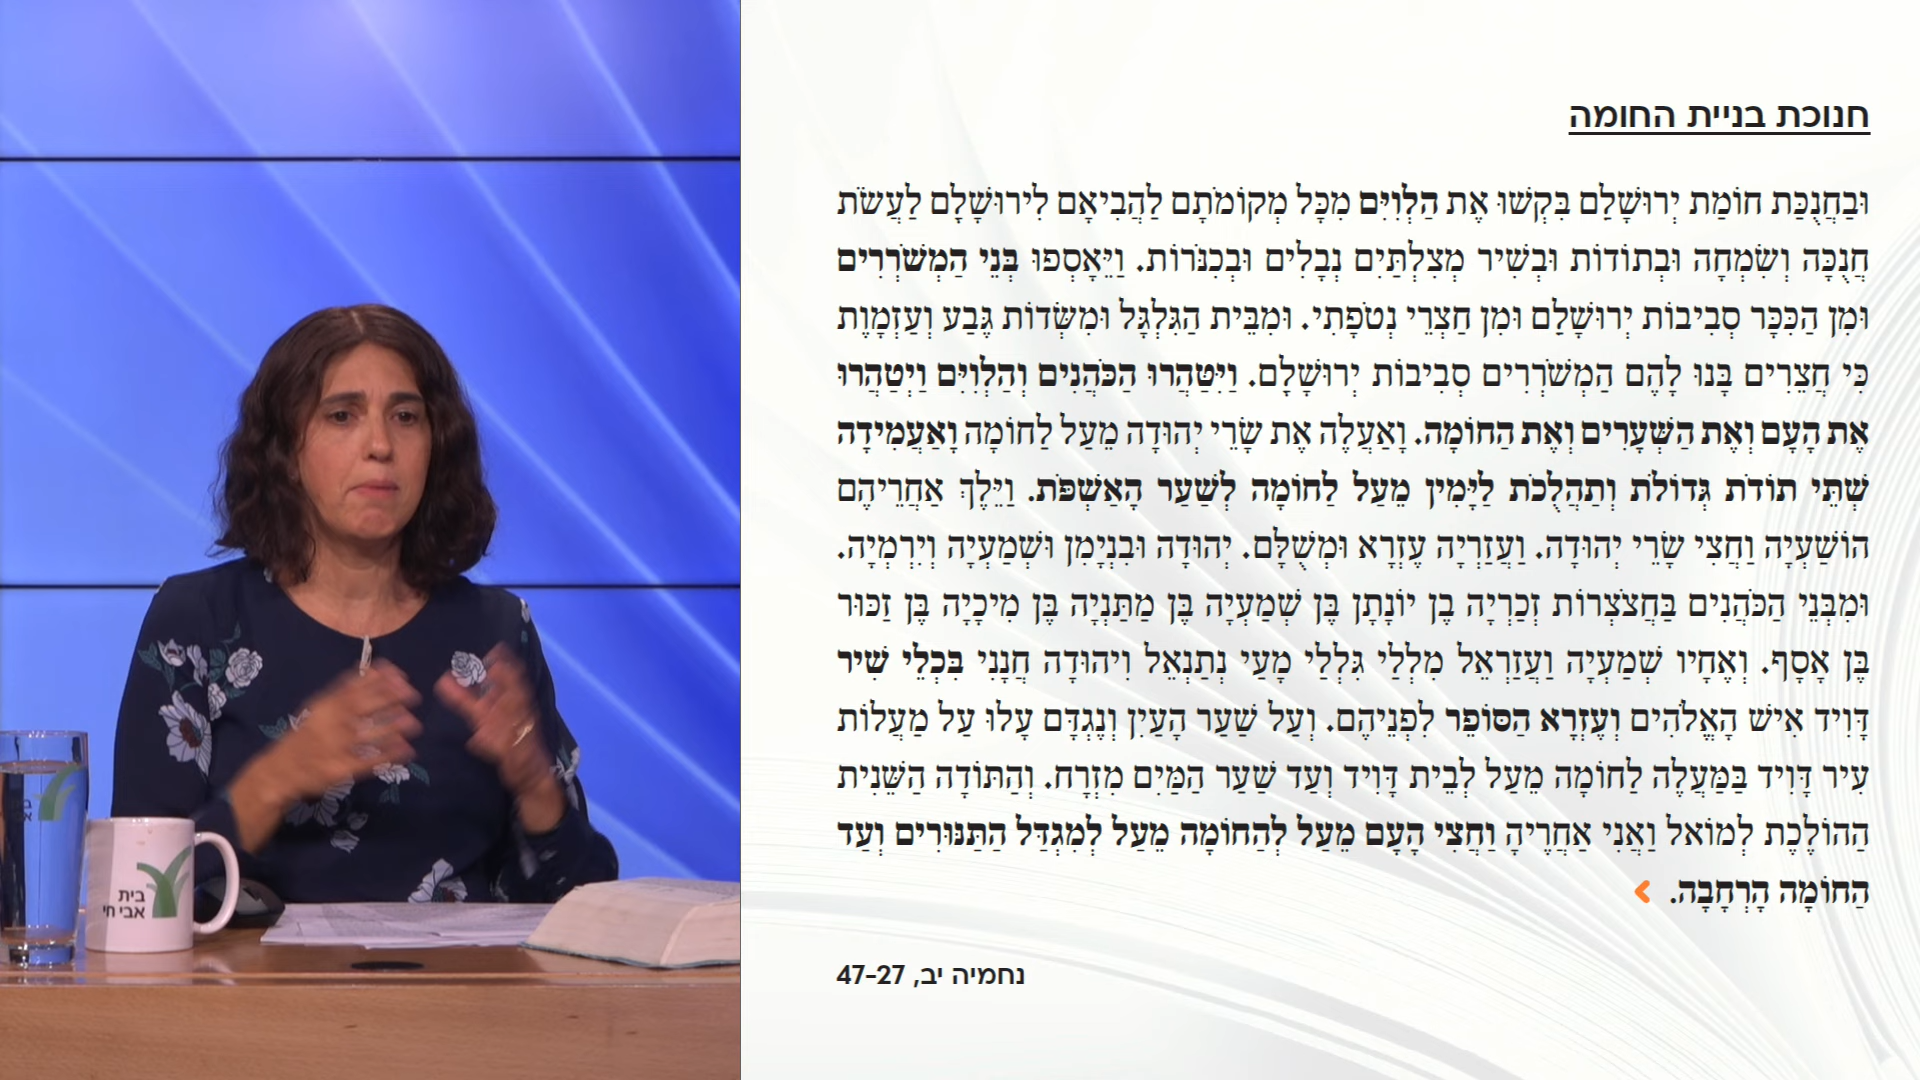 חנוכת בניית החומה
וּבַחֲנֻכַּת חוֹמַת יְרוּשָׁלִַם בִּקְשׁוּ אֶת הַלְוִיִּם מִכָּל מְקוֹמֹתָם לַהֲבִיאָם לִירוּשָׁלִָם לַעֲשֹׂת
חֲנֻכָּה וְשִׂמְחָה וּבְתוֹדוֹת וּבְשִׁיר מְצִלְתַּיִם נְבָלִים וּבְכִנֹּרוֹת. וַיֵּאָסְפוּ בְּנֵי הַמְשֹׁרְרִים
וּמִן הַכִּכָּר סְבִיבוֹת יְרוּשָׁלִַם וּמִן חַצְרֵי נְטֹפָתִי. וּמִבֵּית הַגִּלְגָּל וּמִשְּׂדוֹת גֶּבַע וְעַזְמָוֶת
כִּי חֲצֵרִים בָּנוּ לָהֶם הַמְשֹׁרֲרִים סְבִיבוֹת יְרוּשָׁלִָם. וַיִּטַּהֲרוּ הַכֹּהֲנִים וְהַלְוִיִּם וַיְטַהֲרוּ
אֶת הָעָם וְאֶת הַשְּׁעָרִים וְאֶת הַחוֹמָה. וָאַעֲלֶה אֶת שָׂרֵי יְהוּדָה מֵעַל לַחוֹמָה וָאַעֲמִידָה
שְׁתֵּי תוֹדֹת גְּדוֹלֹת וְתַהֲלֻכֹת לַיָּמִין מֵעַל לַחוֹמָה לְשַׁעַר הָאַשְׁפֹּת. וַיֵּלֶךְ אַחֲרֵיהֶם
הוֹשַׁעְיָה וַחֲצִי שָׂרֵי יְהוּדָה. וַעֲזַרְיָה עֶזְרָא וּמְשֻׁלָּם. יְהוּדָה וּבִנְיָמִן וּשְׁמַעְיָה וְיִרְמְיָה.
וּמִבְּנֵי הַכֹּהֲנִים בַּחֲצֹצְרוֹת זְכַרְיָה בֶן יוֹנָתָן בֶּן שְׁמַעְיָה בֶּן מַתַּנְיָה בֶּן מִיכָיָה בֶּן זַכּוּר
בֶּן אָסָף. וְאֶחָיו שְׁמַעְיָה וַעֲזַרְאֵל מִלֲלַי גִּלֲלַי מָעַי נְתַנְאֵל וִיהוּדָה חֲנָנִי בִּכְלֵי שִׁיר
דָּוִיד אִישׁ הָאֱלֹהִים וְעֶזְרָא הַסּוֹפֵר לִפְנֵיהֶם. וְעַל שַׁעַר הָעַיִן וְנֶגְדָּם עָלוּ עַל מַעֲלוֹת
עִיר דָּוִיד בַּמַּעֲלֶה לַחוֹמָה מֵעַל לְבֵית דָּוִיד וְעַד שַׁעַר הַמַּיִם מִזְרָח. וְהַתּוֹדָה הַשֵּׁנִית
הַהוֹלֶכֶת לְמוֹאל וַאֲנִי אַחֲרֶיהָ וַחֲצִי הָעָם מֵעַל לְהַחוֹמָה מֵעַל לְמִגְדַּל הַתַּנּוּרִים וְעַד
הַחוֹמָה הָרְחָבָה.
נחמיה יב, 27-47
בית
אבי חי